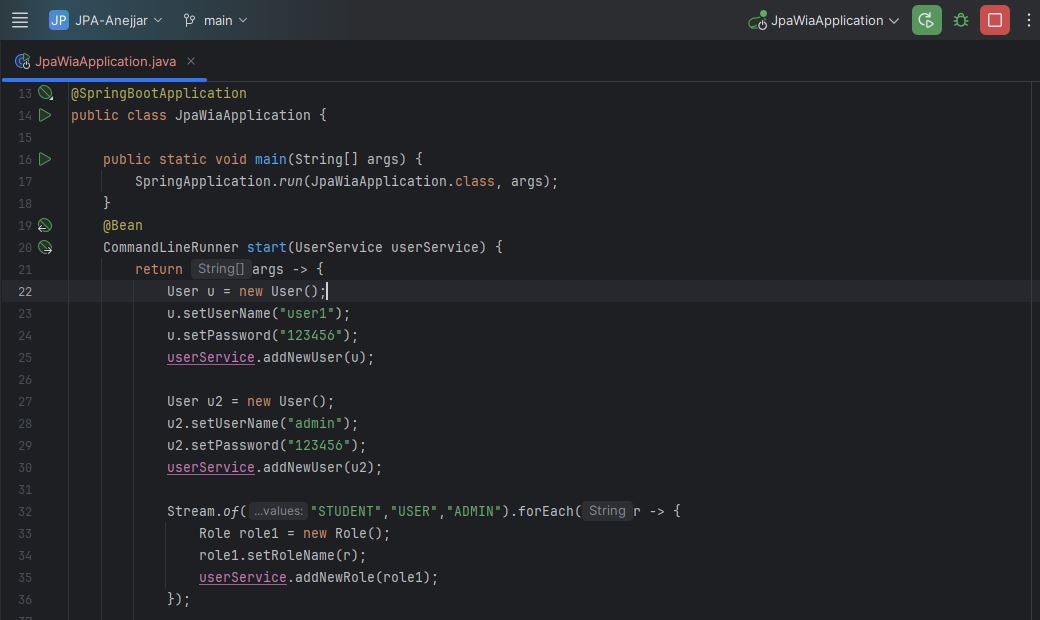 JP JPA-Anejjar main JpaWiaApplication
JpaWiaApplication.java
13 @SpringBootApplication
14 public class JpaWiaApplication {
15
16 public static void main(String[] args) {
17 SpringApplication.run(JpaWiaApplication.class, args);
18 }
19 @Bean
20 CommandLineRunner start(UserService userService) {
21 return String[] args -> {
22 User u = new User();
23 u.setUserName("user1");
24 u.setPassword("123456");
25 userService.addNewUser(u);
26
27 User u2 = new User();
28 u2.setUserName("admin");
29 u2.setPassword("123456");
30 userService.addNewUser(u2);
31
32 Stream.of( ...values: "STUDENT","USER","ADMIN").forEach( String r -> {
33 Role role1 = new Role();
34 role1.setRoleName(r);
35 userService.addNewRole(role1);
36 });